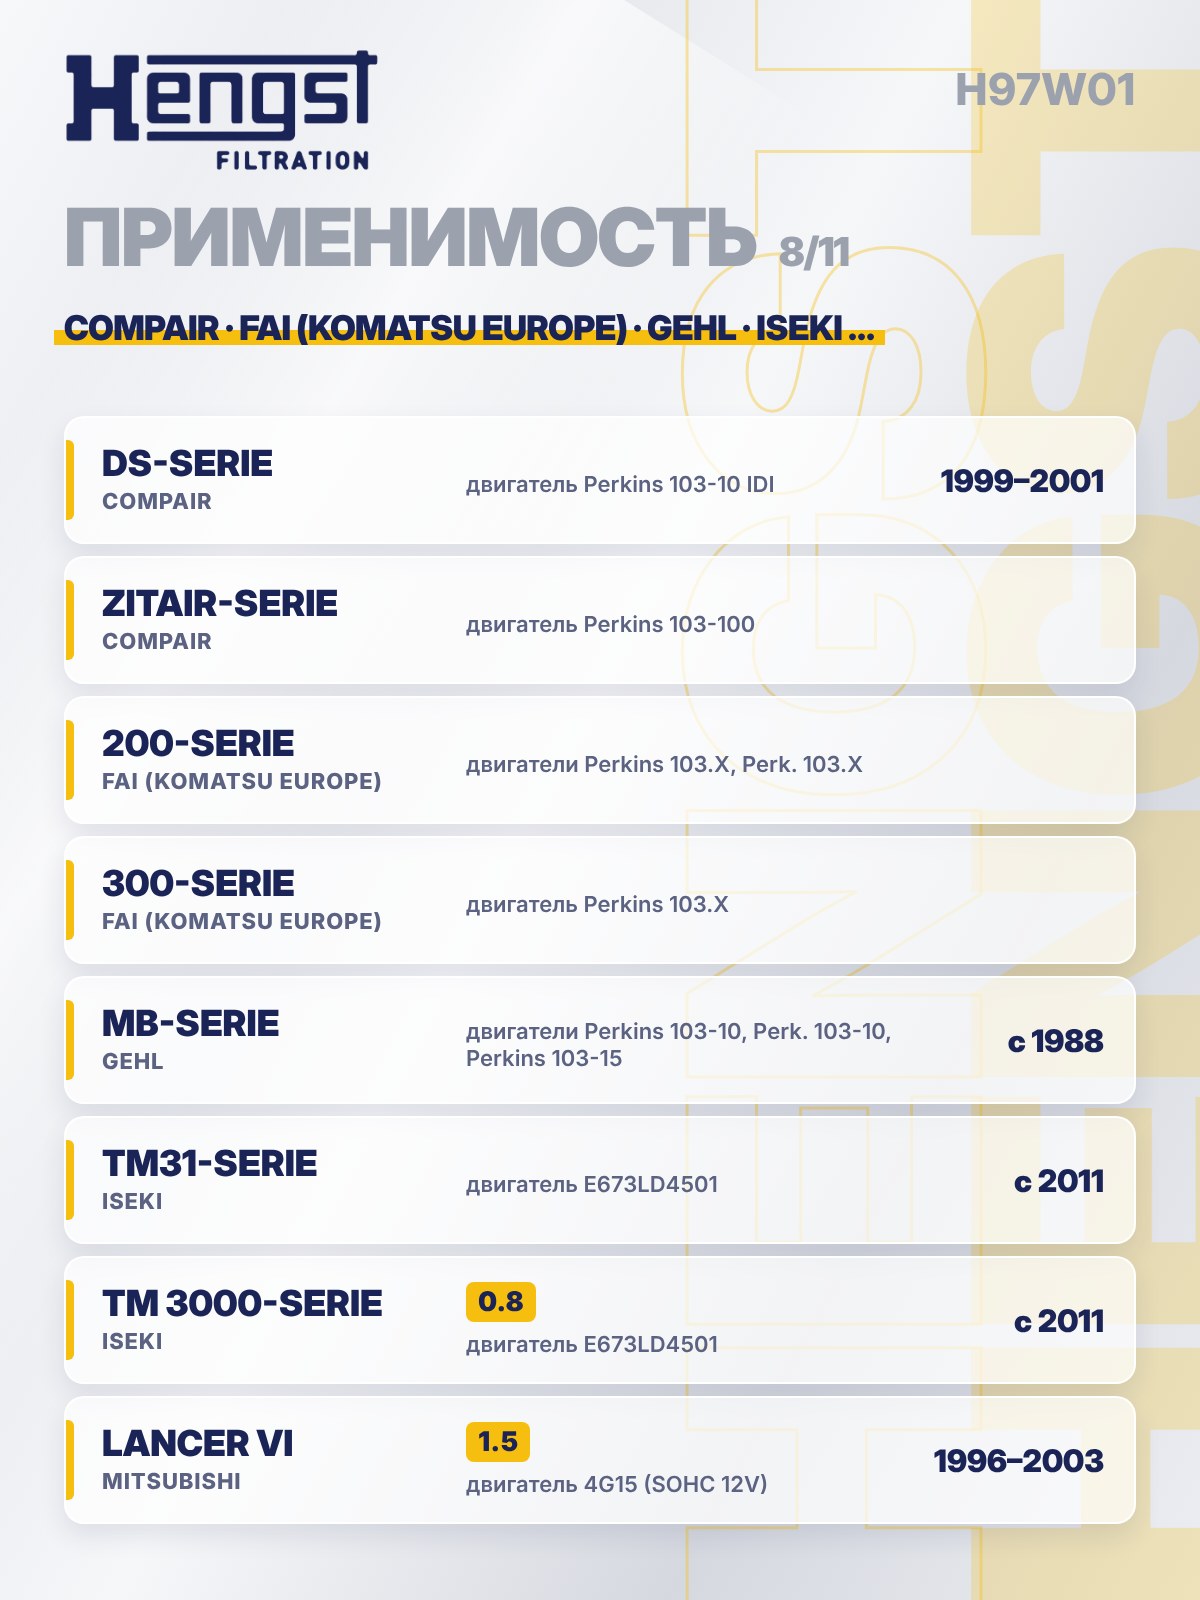 Hengst
FILTRATION
H97W01
ПРИМЕНИМОСТЬ 8/11
COMPAIR · FAI (KOMATSU EUROPE) · GEHL · ISEKI ...
DS-SERIE
COMPAIR
двигатель Perkins 103-10 IDI
1999–2001
ZITAIR-SERIE
COMPAIR
двигатель Perkins 103-100
200-SERIE
FAI (KOMATSU EUROPE)
двигатели Perkins 103.X, Perk. 103.X
300-SERIE
FAI (KOMATSU EUROPE)
двигатель Perkins 103.X
MB-SERIE
GEHL
двигатели Perkins 103-10, Perk. 103-10,
Perkins 103-15
с 1988
TM31-SERIE
ISEKI
двигатель E673LD4501
с 2011
TM 3000-SERIE
ISEKI
0.8
двигатель E673LD4501
с 2011
LANCER VI
MITSUBISHI
1.5
двигатель 4G15 (SOHC 12V)
1996–2003
HENGST
HENGST